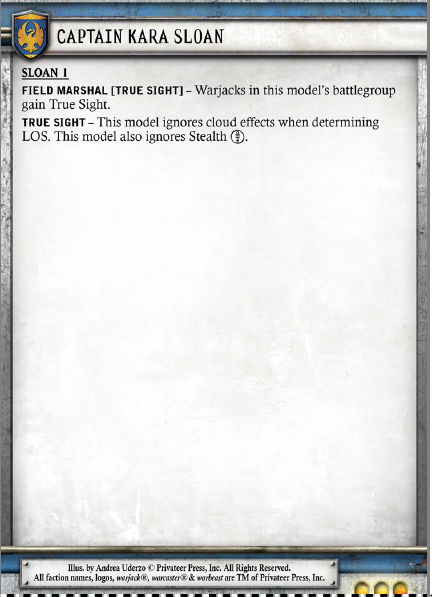 CAPTAIN KARA SLOAN
SLOAN 1
FIELD MARSHAL [TRUE SIGHT] – Warjacks in this model's battlegroup
gain True Sight.
TRUE SIGHT – This model ignores cloud effects when determining
LOS. This model also ignores Stealth .
Illus. by Andrea Uderzo © Privateer Press, Inc. All Rights Reserved.
All faction names, logos, warjack®, warcaster® & warbeast are TM of Privateer Press, Inc.